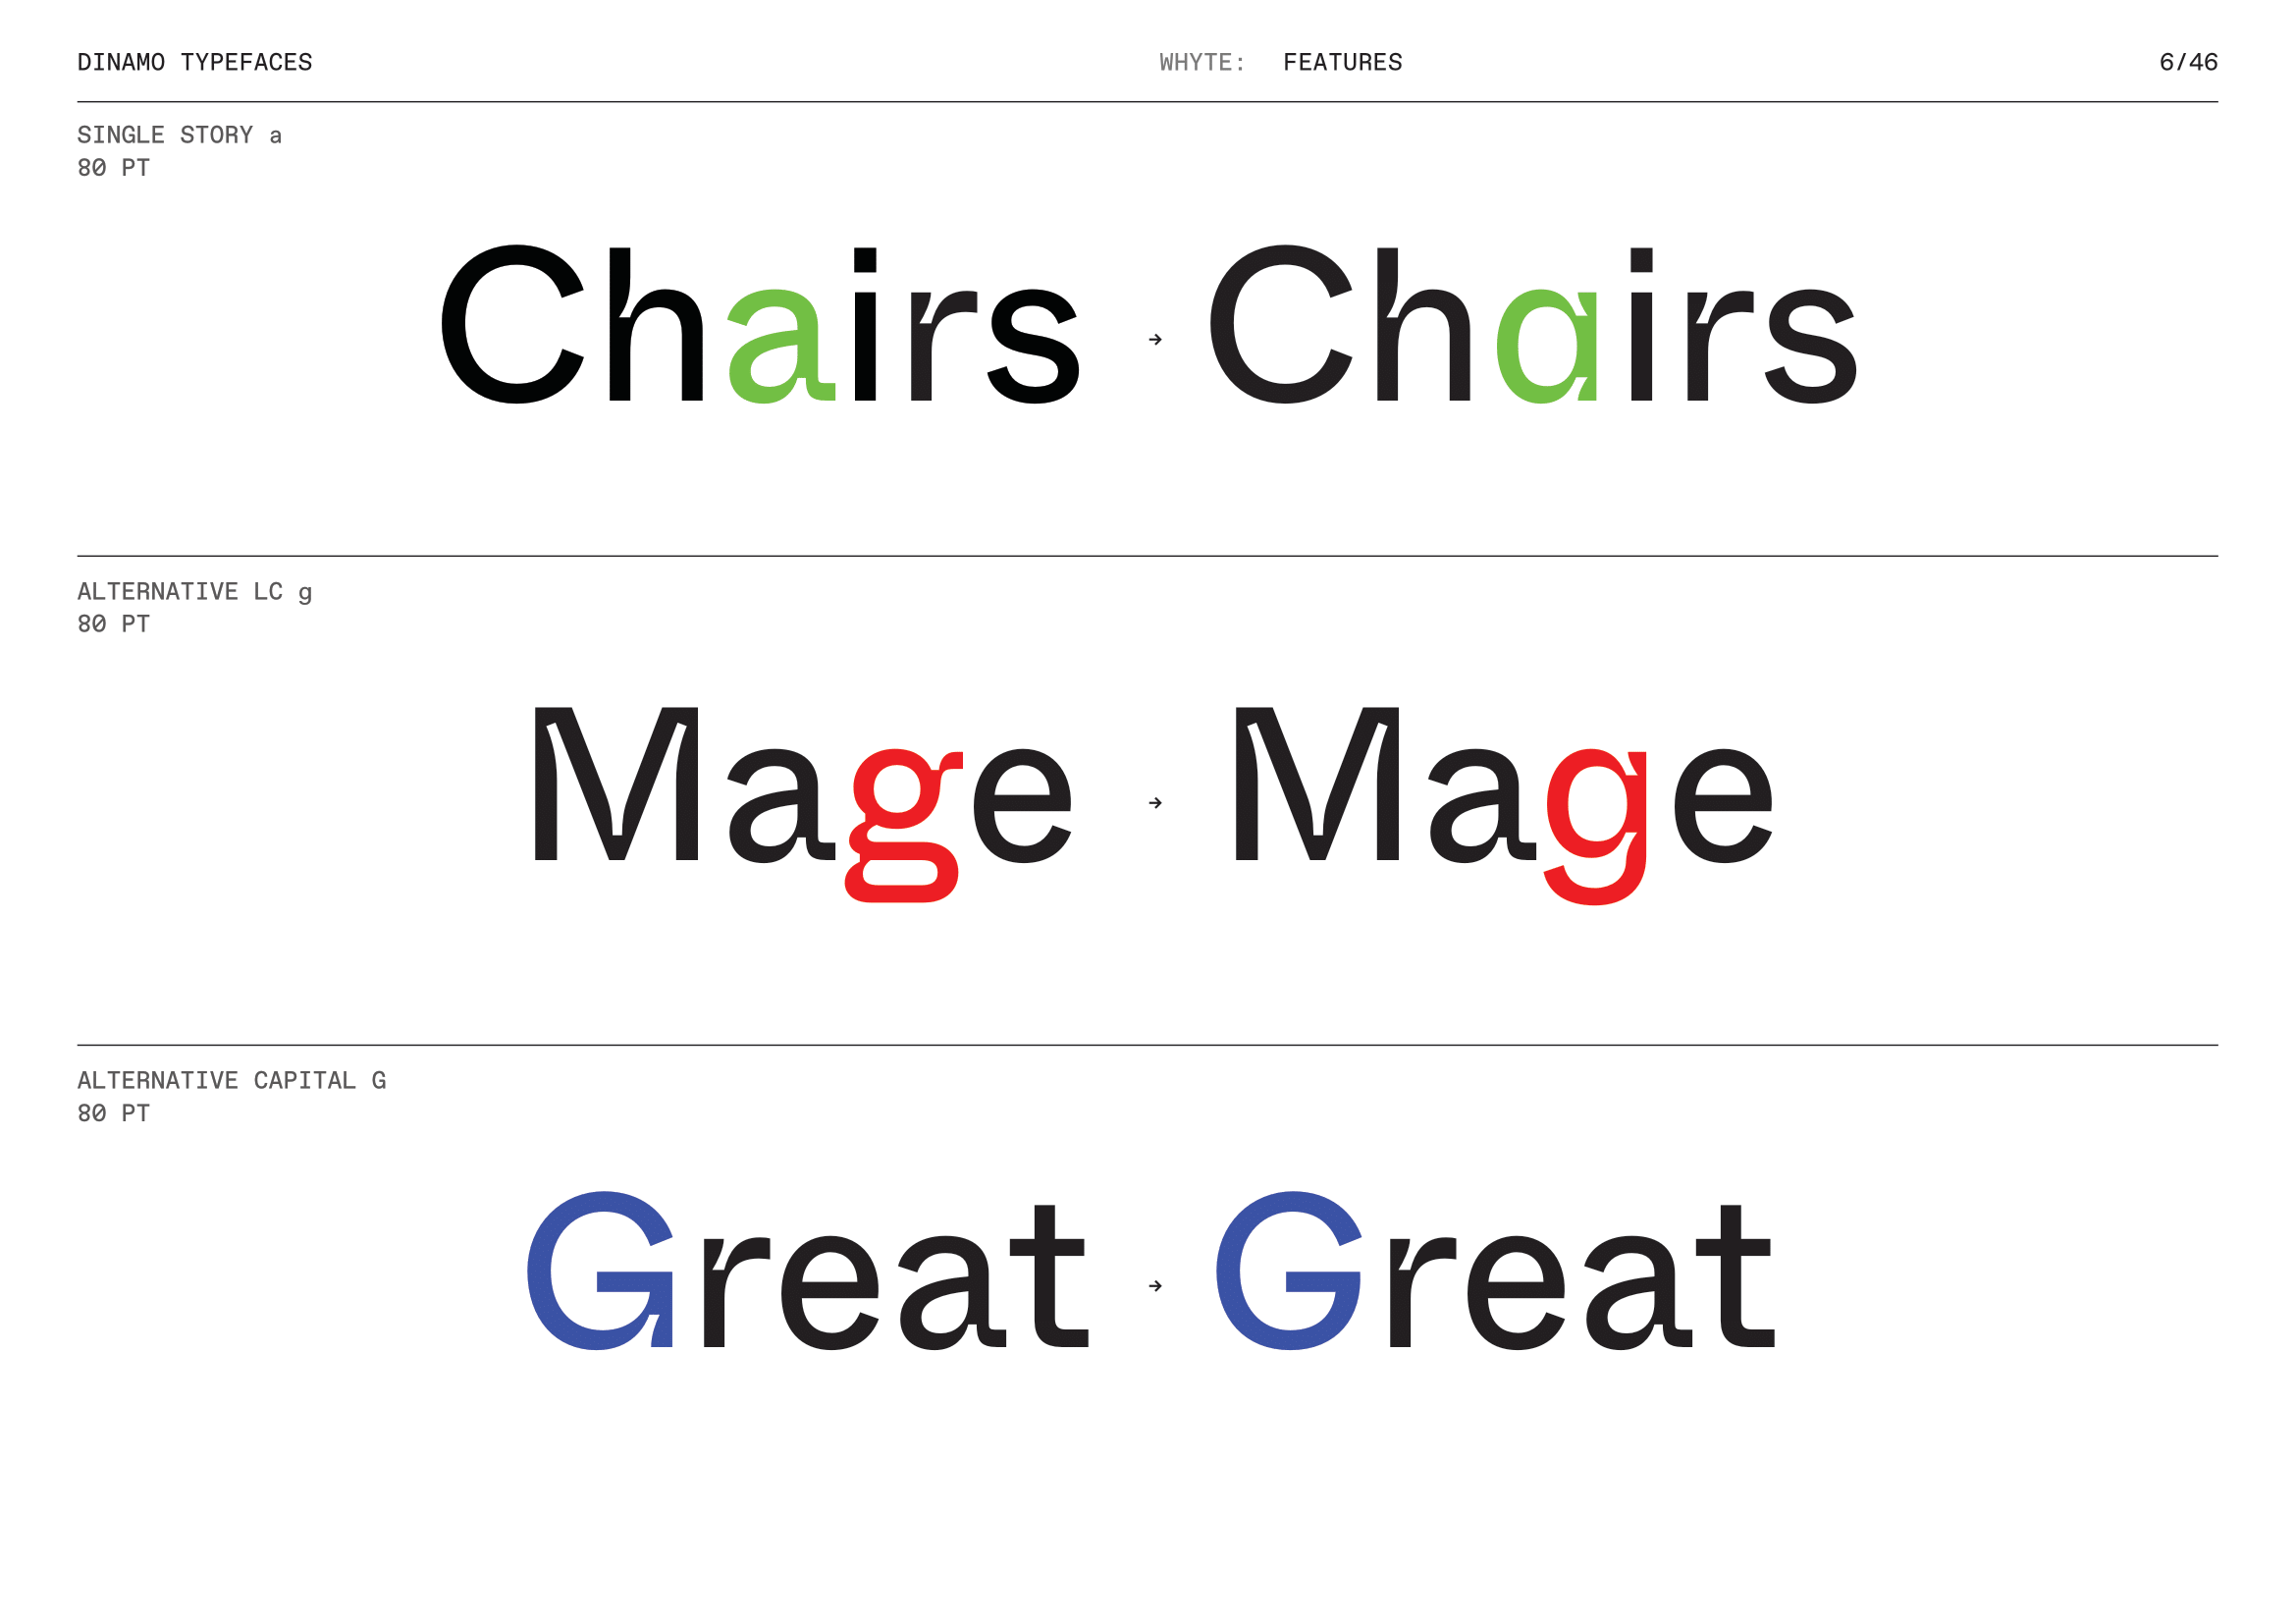 DINAMO TYPEFACES WHYTE: FEATURES 6/46
SINGLE STORY a
80 PT
Chairs → Chairs
ALTERNATIVE LC g
80 PT
Mage → Mage
ALTERNATIVE CAPITAL G
80 PT
Great → Great